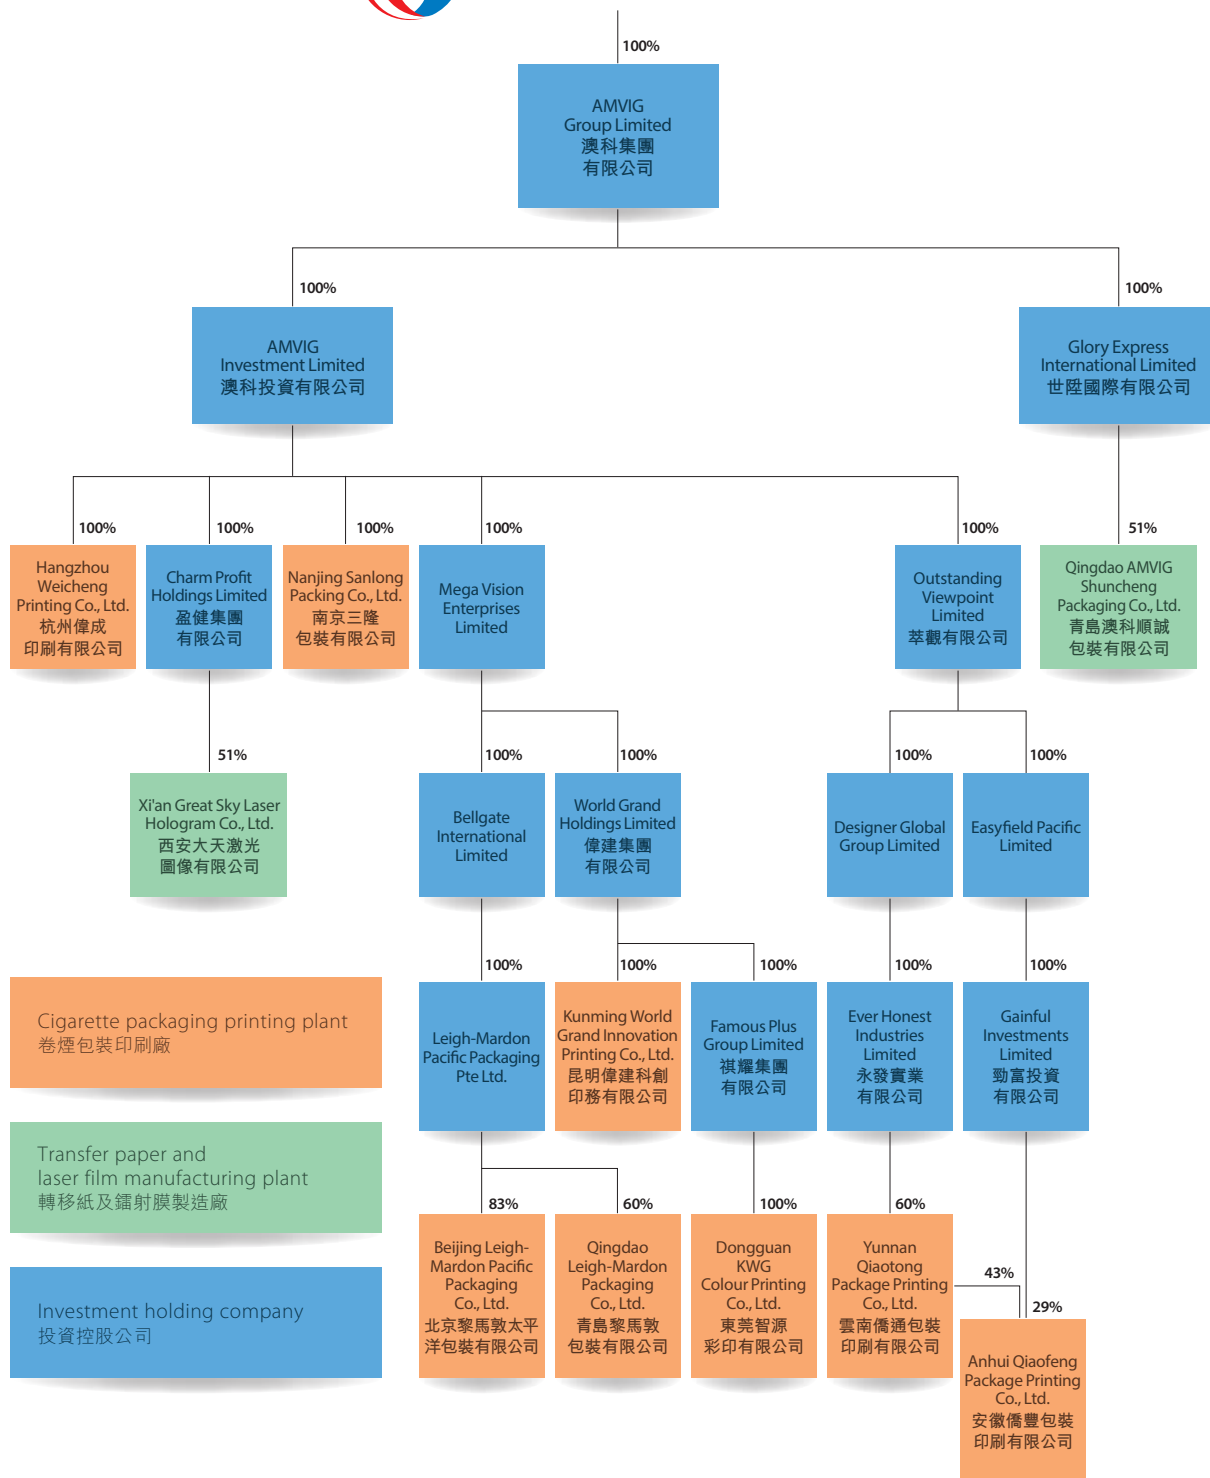 100%
AMVIG
Group Limited
澳科集團
有限公司
100%
100%
AMVIG
Investment Limited
澳科投資有限公司
Glory Express
International Limited
世陞國際有限公司
100%
100%
100%
100%
100%
51%
Hangzhou
Weicheng
Printing Co., Ltd.
杭州偉成
印刷有限公司
Charm Profit
Holdings Limited
盈健集團
有限公司
Nanjing Sanlong
Packing Co., Ltd.
南京三隆
包裝有限公司
Mega Vision
Enterprises
Limited
Outstanding
Viewpoint
Limited
萃觀有限公司
Qingdao AMVIG
Shuncheng
Packaging Co., Ltd.
青島澳科順誠
包裝有限公司
51%
100%
100%
100%
100%
Xi'an Great Sky Laser
Hologram Co., Ltd.
西安大天激光
圖像有限公司
Bellgate
International
Limited
World Grand
Holdings Limited
偉建集團
有限公司
Designer Global
Group Limited
Easyfield Pacific
Limited
100%
100%
100%
100%
100%
Leigh-Mardon
Pacific Packaging
Pte Ltd.
Kunming World
Grand Innovation
Printing Co., Ltd.
昆明偉建科創
印務有限公司
Famous Plus
Group Limited
祺耀集團
有限公司
Ever Honest
Industries
Limited
永發實業
有限公司
Gainful
Investments
Limited
勁富投資
有限公司
83%
60%
100%
60%
43%
29%
Beijing Leigh-
Mardon Pacific
Packaging
Co., Ltd.
北京黎馬敦太平
洋包裝有限公司
Qingdao
Leigh-Mardon
Packaging
Co., Ltd.
青島黎馬敦
包裝有限公司
Dongguan
KWG
Colour Printing
Co., Ltd.
東莞智源
彩印有限公司
Yunnan
Qiaotong
Package Printing
Co., Ltd.
雲南僑通包裝
印刷有限公司
Anhui Qiaofeng
Package Printing
Co., Ltd.
安徽僑豐包裝
印刷有限公司
Cigarette packaging printing plant
卷煙包裝印刷廠
Transfer paper and
laser film manufacturing plant
轉移紙及鐳射膜製造廠
Investment holding company
投資控股公司